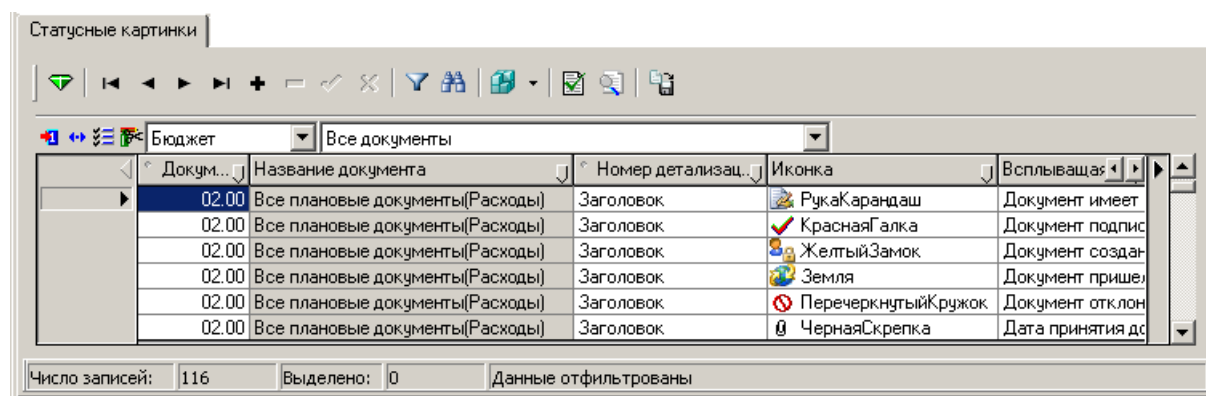 Статусные картинки
Бюджет Все документы
Докум... Название документа Номер детализац... Иконка Всплыващая
02.00 Все плановые документы(Расходы) Заголовок РукаКарандаш Документ имеет
02.00 Все плановые документы(Расходы) Заголовок КраснаяГалка Документ подпис
02.00 Все плановые документы(Расходы) Заголовок ЖелтыйЗамок Документ создан
02.00 Все плановые документы(Расходы) Заголовок Земля Документ пришел
02.00 Все плановые документы(Расходы) Заголовок ПеречеркнутыйКружок Документ отклон
02.00 Все плановые документы(Расходы) Заголовок ЧернаяСкрепка Дата принятия до
Число записей: 116 Выделено: 0 Данные отфильтрованы